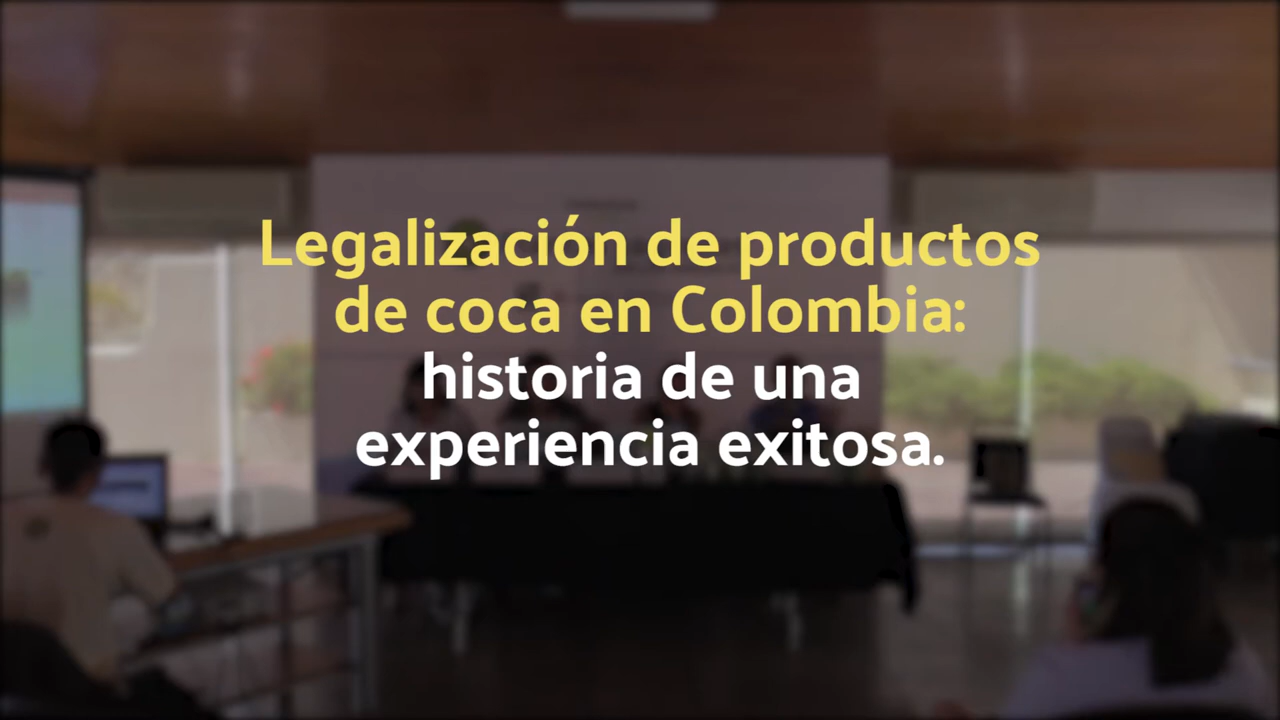 Legalización de productos
de coca en Colombia:
historia de una
experiencia exitosa.